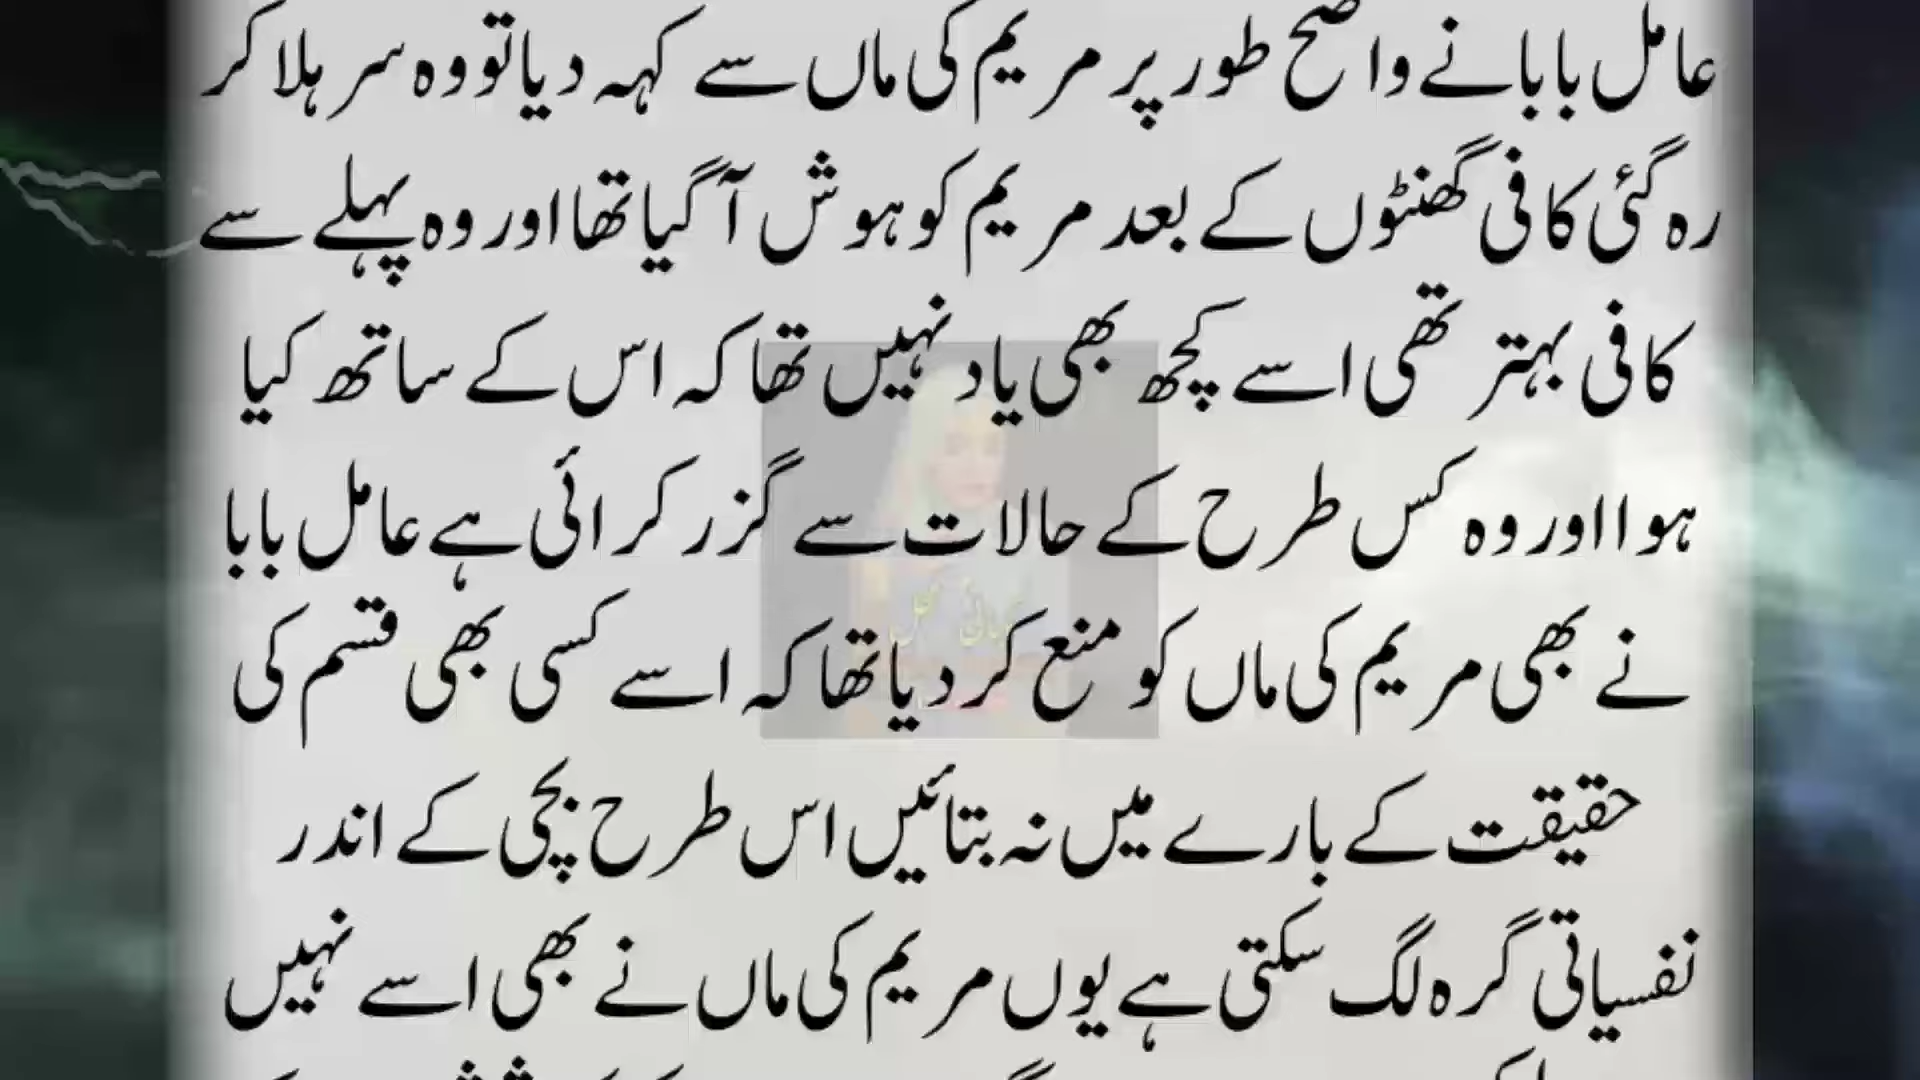 عامل بابا نے واضح طور پر مریم کی ماں سے کہہ دیا تو وہ سر ہلا کر
رہ گئی کافی گھنٹوں کے بعد مریم کو ہوش آگیا تھا اور وہ پہلے سے
کافی بہتر تھی اسے کچھ بھی یاد نہیں تھا کہ اس کے ساتھ کیا
ہوا اور وہ کس طرح کے حالات سے گزر کر ائی ہے عامل بابا
نے بھی مریم کی ماں کو منع کر دیا تھا کہ اسے کسی بھی قسم کی
حقیقت کے بارے میں نہ بتائیں اس طرح بچی کے اندر
نفسیاتی گرہ لگ سکتی ہے یوں مریم کی ماں نے بھی اسے نہیں